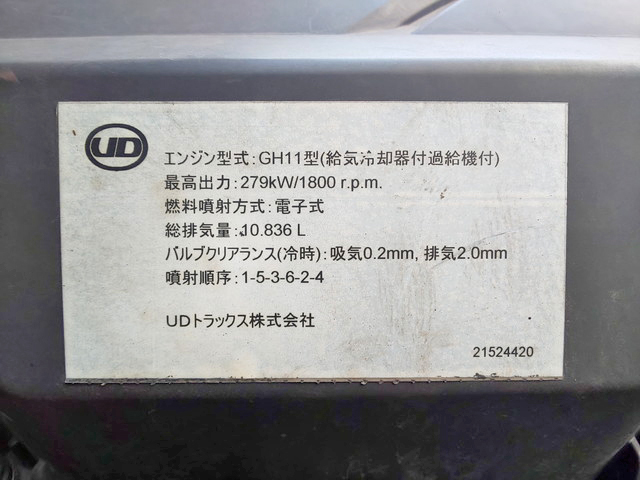 UD
エンジン型式:GH11型(給気冷却器付過給機付)
最高出力:279kW/1800 r.p.m.
燃料噴射方式:電子式
総排気量:10.836 L
バルブクリアランス(冷時):吸気0.2mm, 排気2.0mm
噴射順序:1-5-3-6-2-4
UDトラックス株式会社
21524420